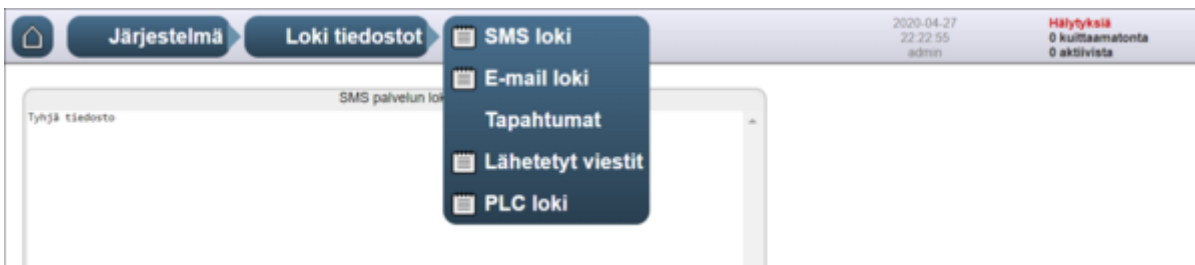 Järjestelmä
Loki tiedostot
SMS loki
E-mail loki
Tapahtumat
Lähetetyt viestit
PLC loki
2020-04-27
22:22:55
admin
Hälytyksiä
0 kuittaamatonta
0 aktiivista
SMS palvelun
Tyhjä tiedosto